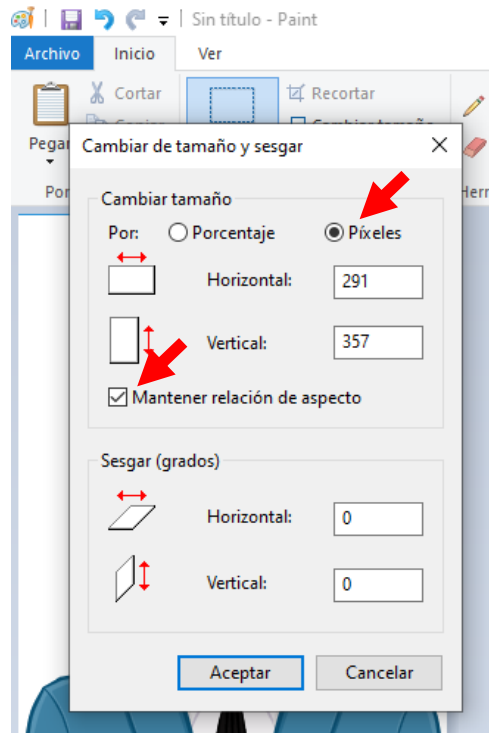 Sin título - Paint
Archivo Inicio Ver
Cortar Recortar
Pegar
Cambiar de tamaño y sesgar
Cambiar tamaño
Por: Porcentaje Píxeles
Horizontal: 291
Vertical: 357
Mantener relación de aspecto
Sesgar (grados)
Horizontal: 0
Vertical: 0
Aceptar Cancelar